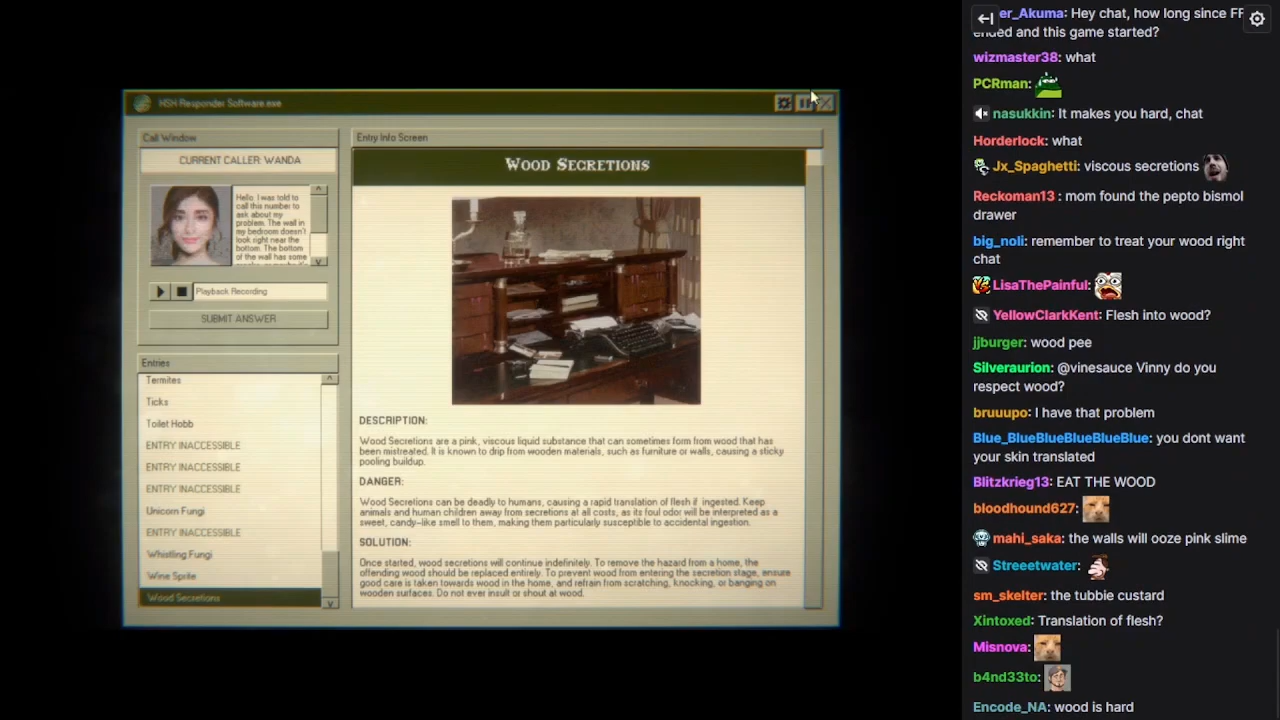 HSH Responder Software.exe
Call Window
CURRENT CALLER: WANDA
Hello. I was told to
call this number to
ask about my
problem. The wall in
my bedroom doesn't
look right near the
bottom. The bottom
of the wall has some
Playback Recording
SUBMIT ANSWER
Entries
Termites
Ticks
Toilet Hobb
ENTRY INACCESSIBLE
ENTRY INACCESSIBLE
ENTRY INACCESSIBLE
Unicorn Fungi
ENTRY INACCESSIBLE
Whistling Fungi
Wine Sprite
Wood Secretions
Entry Info Screen
WOOD SECRETIONS
DESCRIPTION:
Wood Secretions are a pink, viscous liquid substance that can sometimes form from wood that has
been mistreated. It is known to drip from wooden materials, such as furniture or walls, causing a sticky
pooling buildup.
DANGER:
Wood Secretions can be deadly to humans, causing a rapid translation of flesh if ingested. Keep
animals and human children away from secretions at all costs, as its foul odor will be interpreted as a
sweet, candy-like smell to them, making them particularly susceptible to accidental ingestion.
SOLUTION:
Once started, wood secretions will continue indefinitely. To remove the hazard from a home, the
offending wood should be replaced entirely. To prevent wood from entering the secretion stage, ensure
good care is taken towards wood in the home, and refrain from scratching, knocking, or banging on
wooden surfaces. Do not ever insult or shout at wood.
er_Akuma: Hey chat, how long since FF
ended and this game started?
wizmaster38: what
PCRman:
nasukkin: It makes you hard, chat
Horderlock: what
Jx_Spaghetti: viscous secretions
Reckoman13 : mom found the pepto bismol
drawer
big_noli: remember to treat your wood right
chat
LisaThePainful:
YellowClarkKent: Flesh into wood?
jjburger: wood pee
Silveraurion: @vinesauce Vinny do you
respect wood?
bruuupo: I have that problem
Blue_BlueBlueBlueBlueBlue: you dont want
your skin translated
Blitzkrieg13: EAT THE WOOD
bloodhound627:
mahi_saka: the walls will ooze pink slime
Streeetwater:
sm_skelter: the tubbie custard
Xintoxed: Translation of flesh?
Misnova:
b4nd33to:
Encode_NA: wood is hard